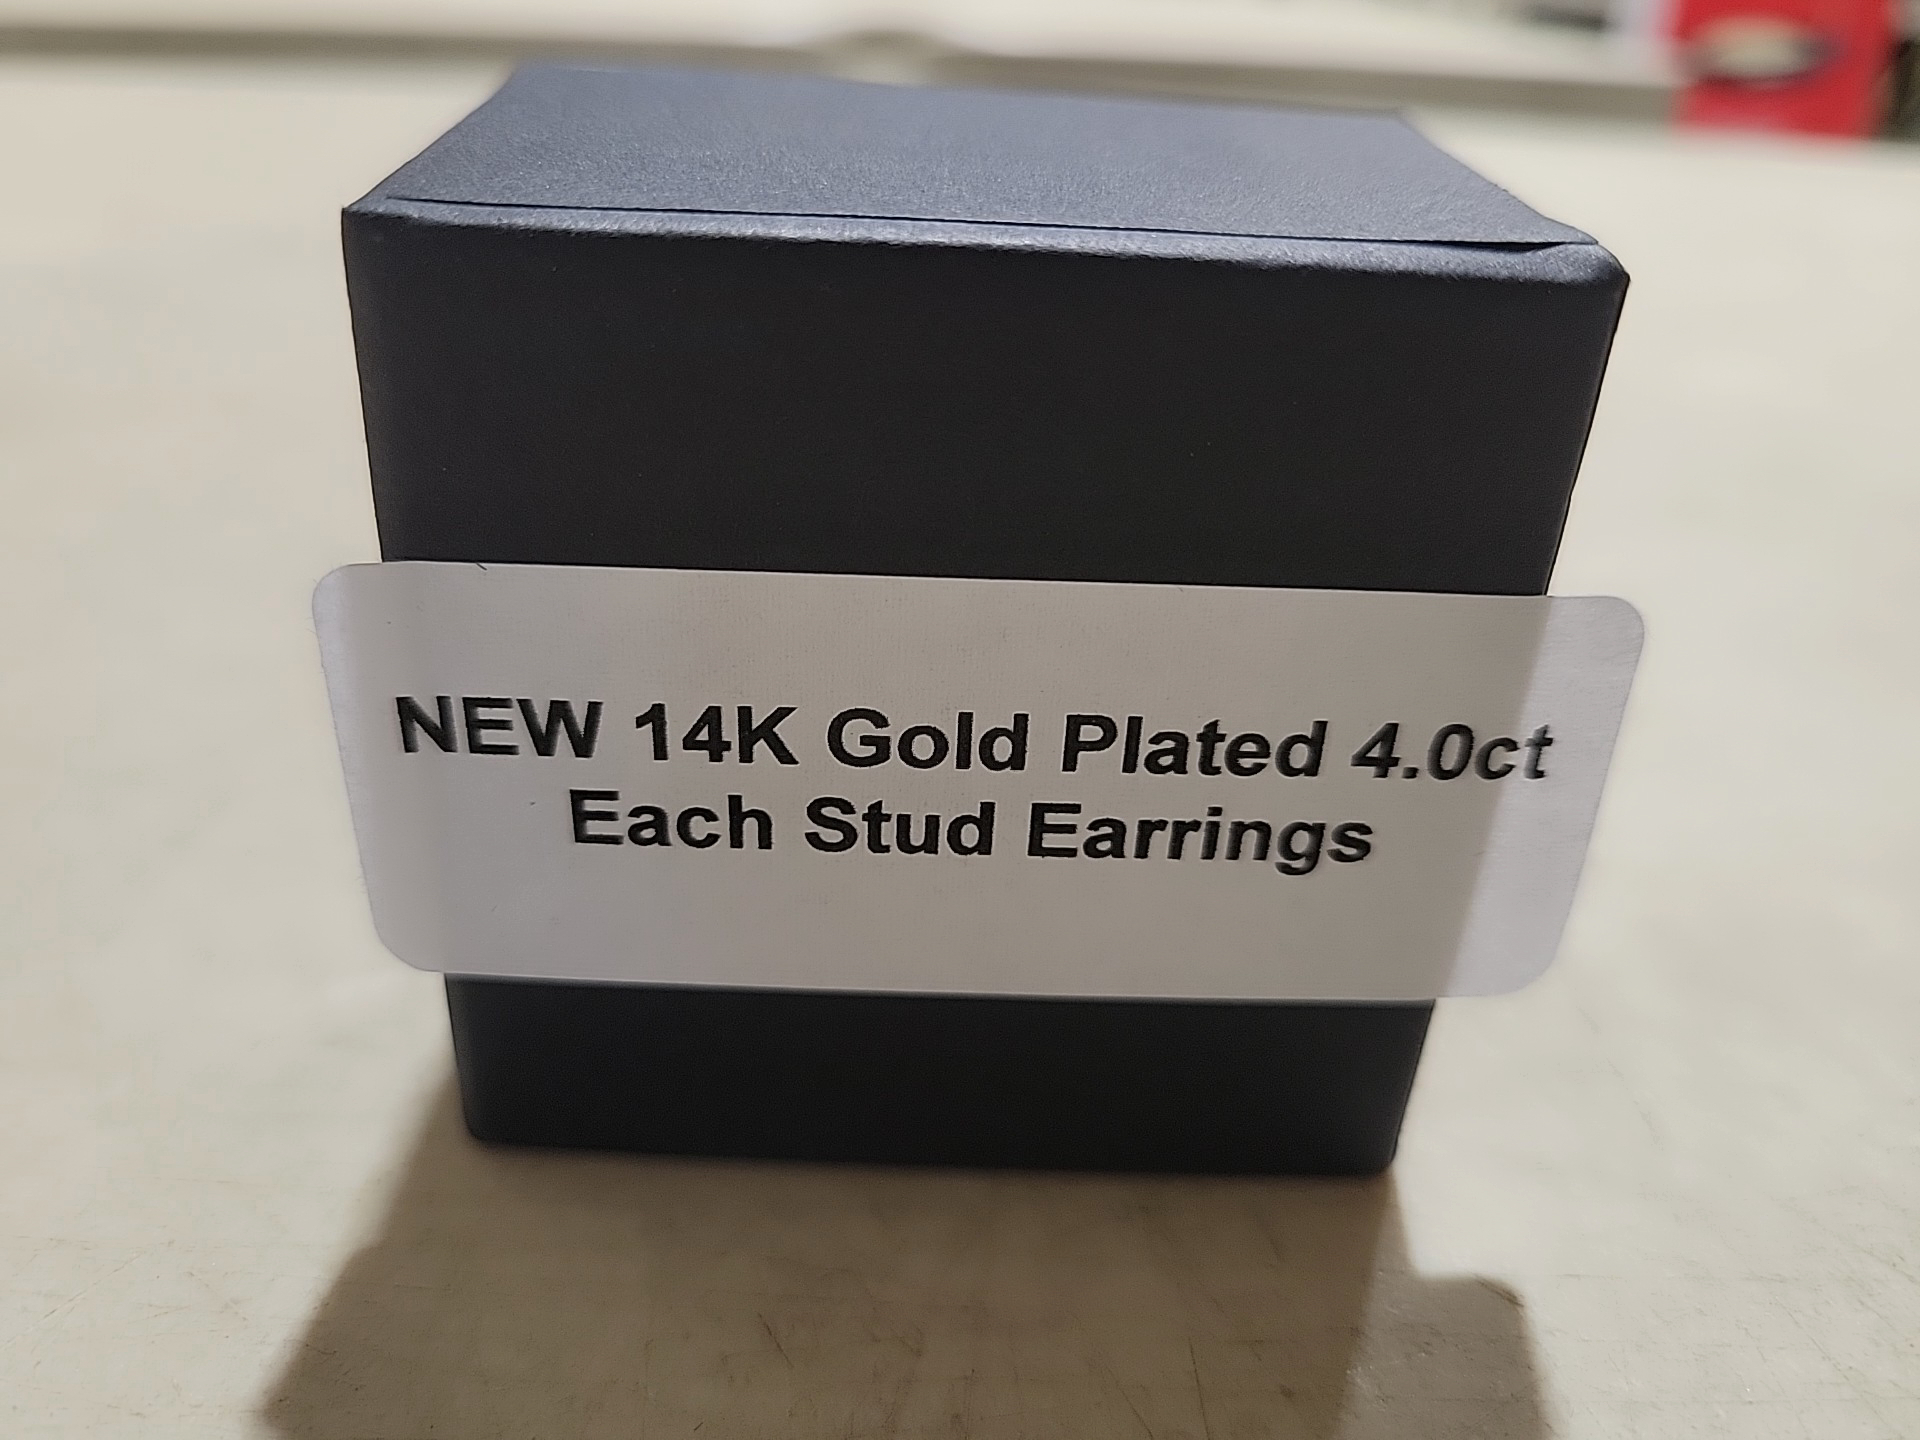 NEW 14K Gold Plated 4.0ct
Each Stud Earrings